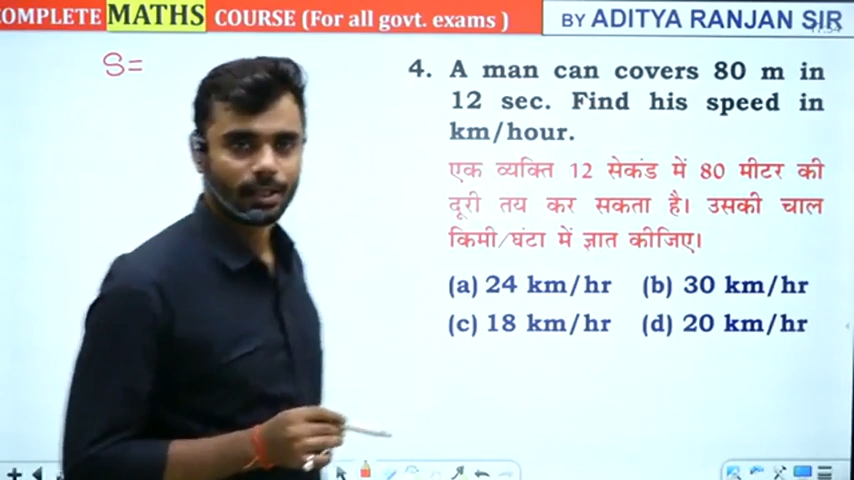 COMPLETE MATHS COURSE (For all govt. exams )
BY ADITYA RANJAN SIR
S=
4. A man can covers 80 m in
12 sec. Find his speed in
km/hour.
एक व्यक्ति 12 सेकंड में 80 मीटर की
दूरी तय कर सकता है। उसकी चाल
किमी/घंटा में ज्ञात कीजिए।
(a) 24 km/hr (b) 30 km/hr
(c) 18 km/hr (d) 20 km/hr